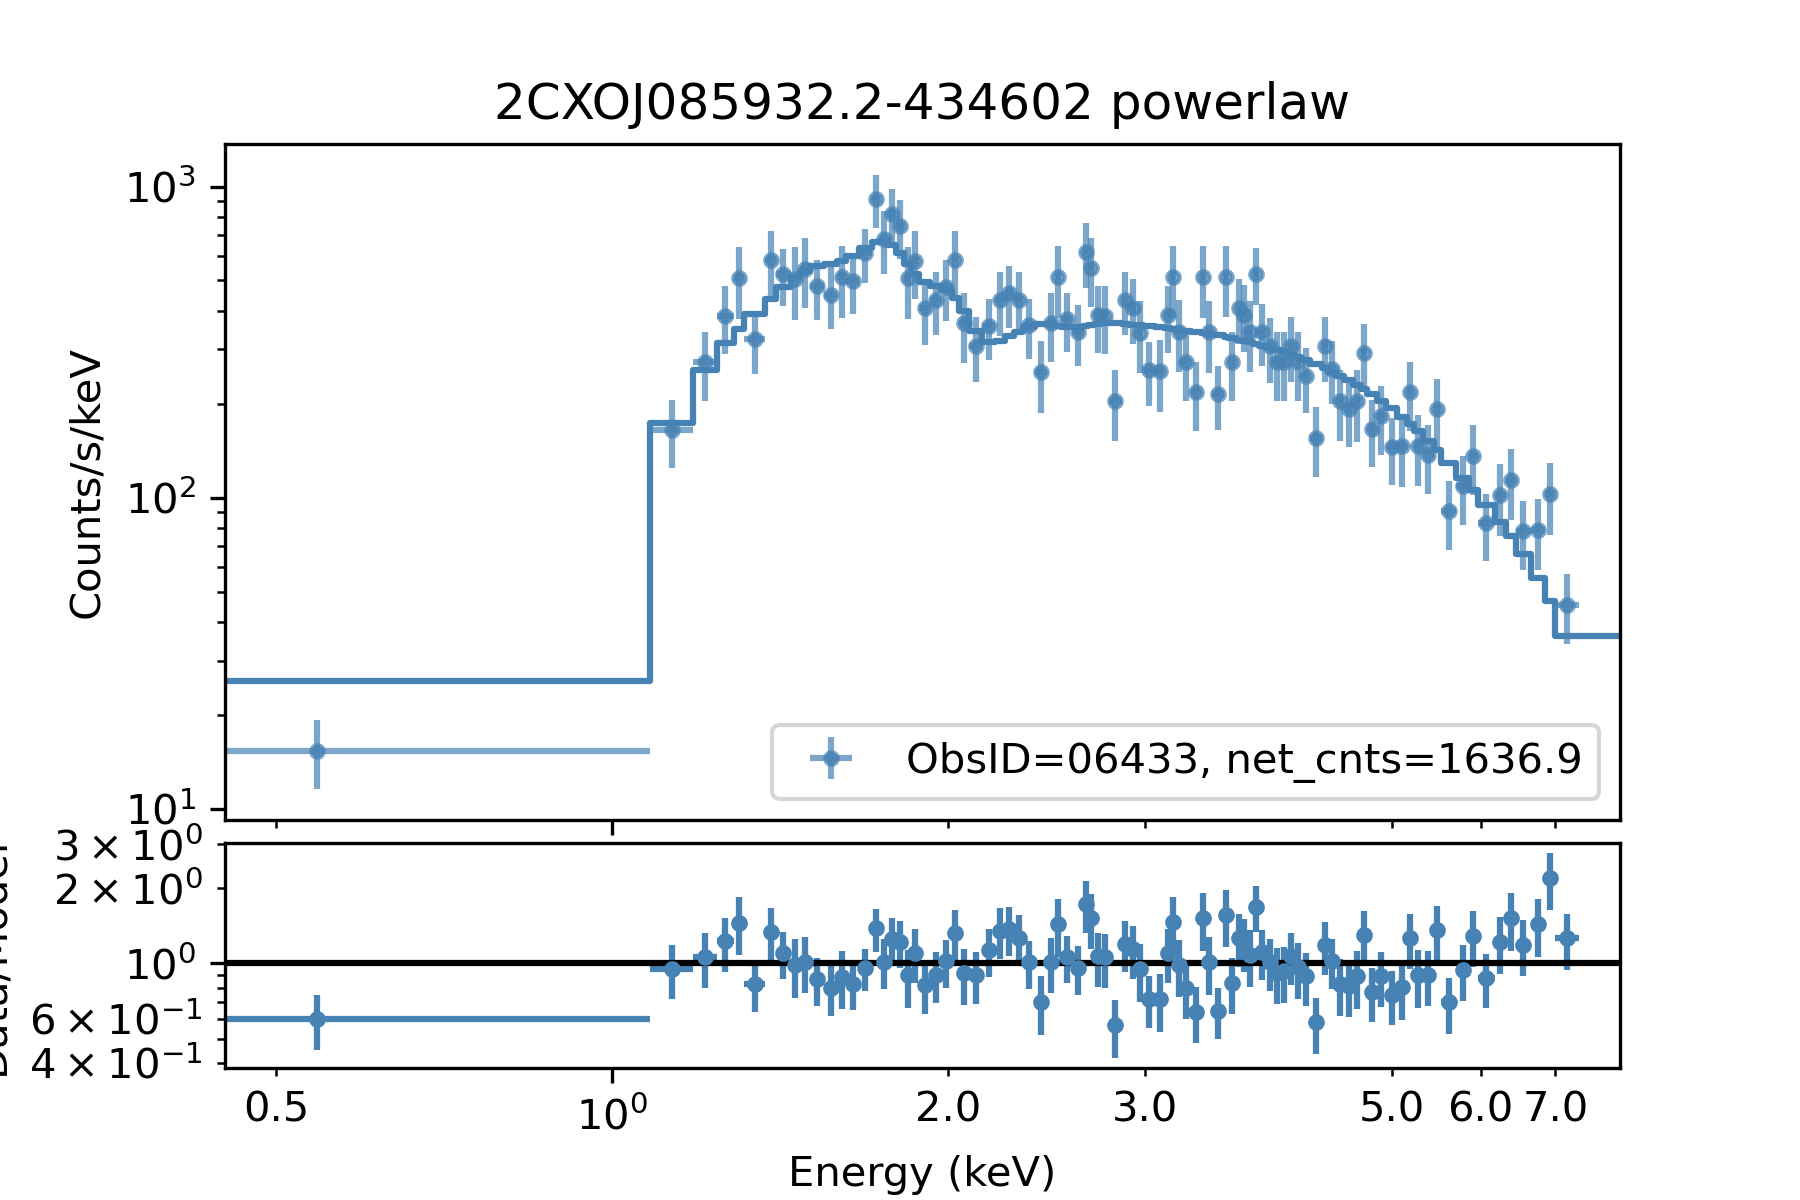 2CXOJ085932.2-434602 powerlaw
10³
10²
10¹
Counts/s/keV
ObsID=06433, net_cnts=1636.9
3 × 10⁰
2 × 10⁰
10⁰
6 × 10⁻¹
4 × 10⁻¹
0.5
10⁰
2.0
3.0
5.0
6.0
7.0
Energy (keV)